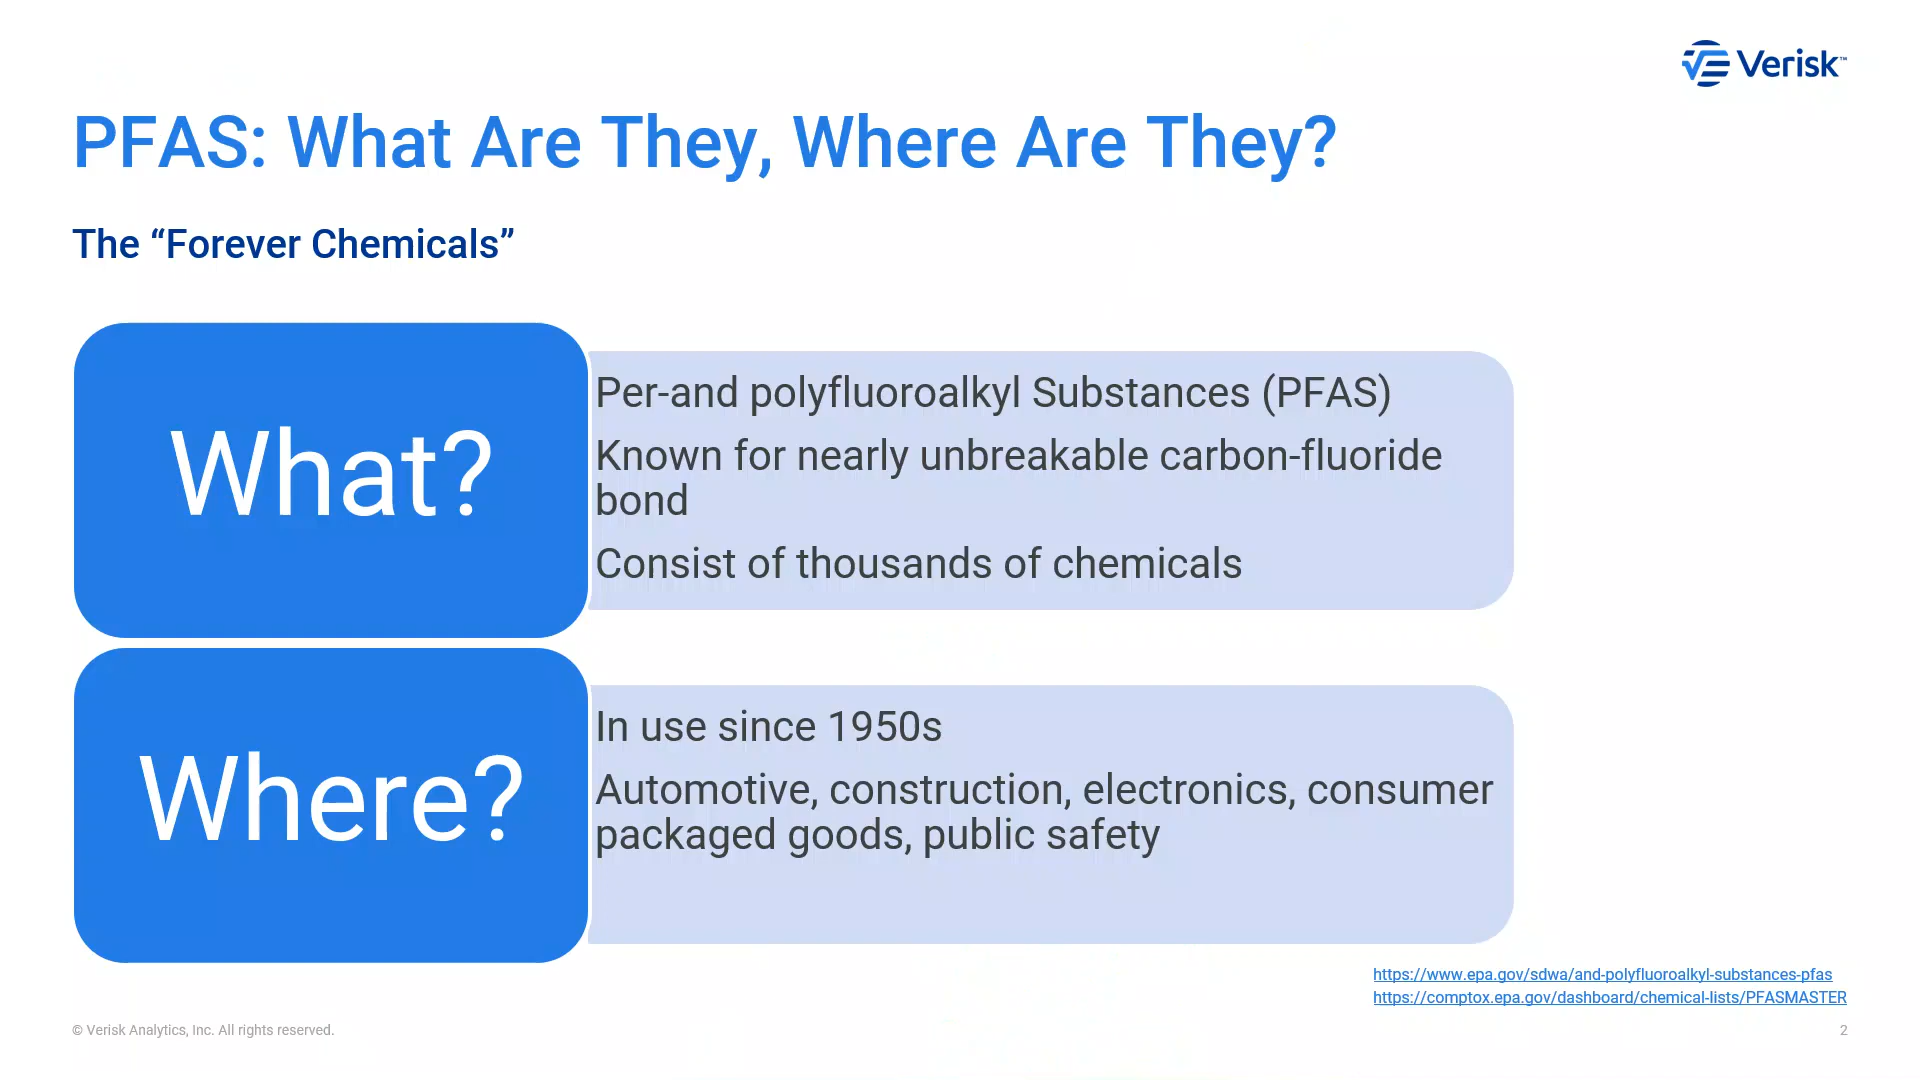 Verisk™
PFAS: What Are They, Where Are They?
The “Forever Chemicals”
What?
Per-and polyfluoroalkyl Substances (PFAS)
Known for nearly unbreakable carbon-fluoride
bond
Consist of thousands of chemicals
Where?
In use since 1950s
Automotive, construction, electronics, consumer
packaged goods, public safety
https://www.epa.gov/sdwa/and-polyfluoroalkyl-substances-pfas
https://comptox.epa.gov/dashboard/chemical-lists/PFASMASTER
© Verisk Analytics, Inc. All rights reserved.
2